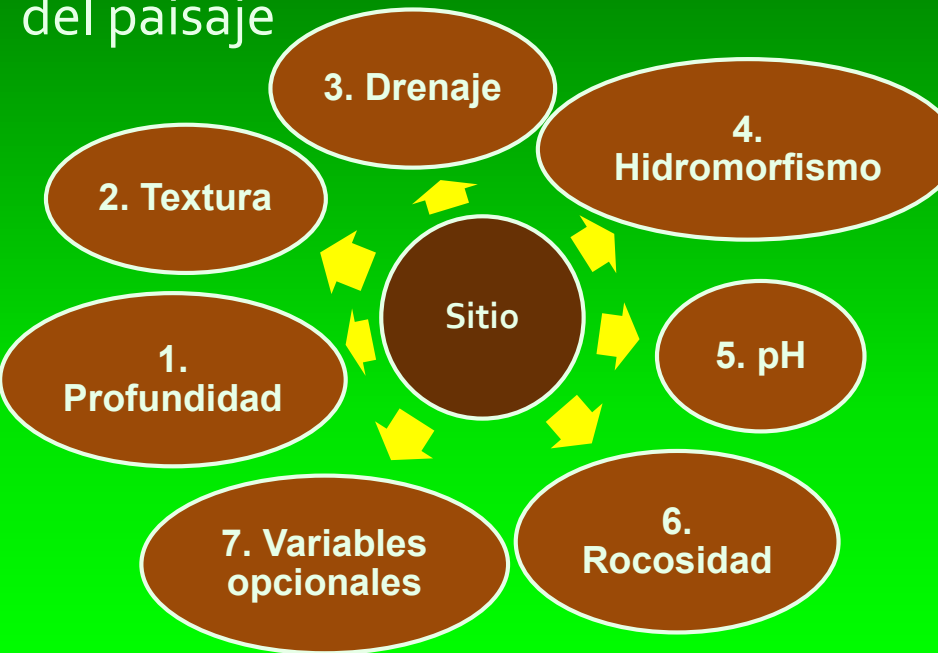 del paisaje
3. Drenaje
4.
Hidromorfismo
2. Textura
Sitio
5. pH
1.
Profundidad
6.
Rocosidad
7. Variables
opcionales